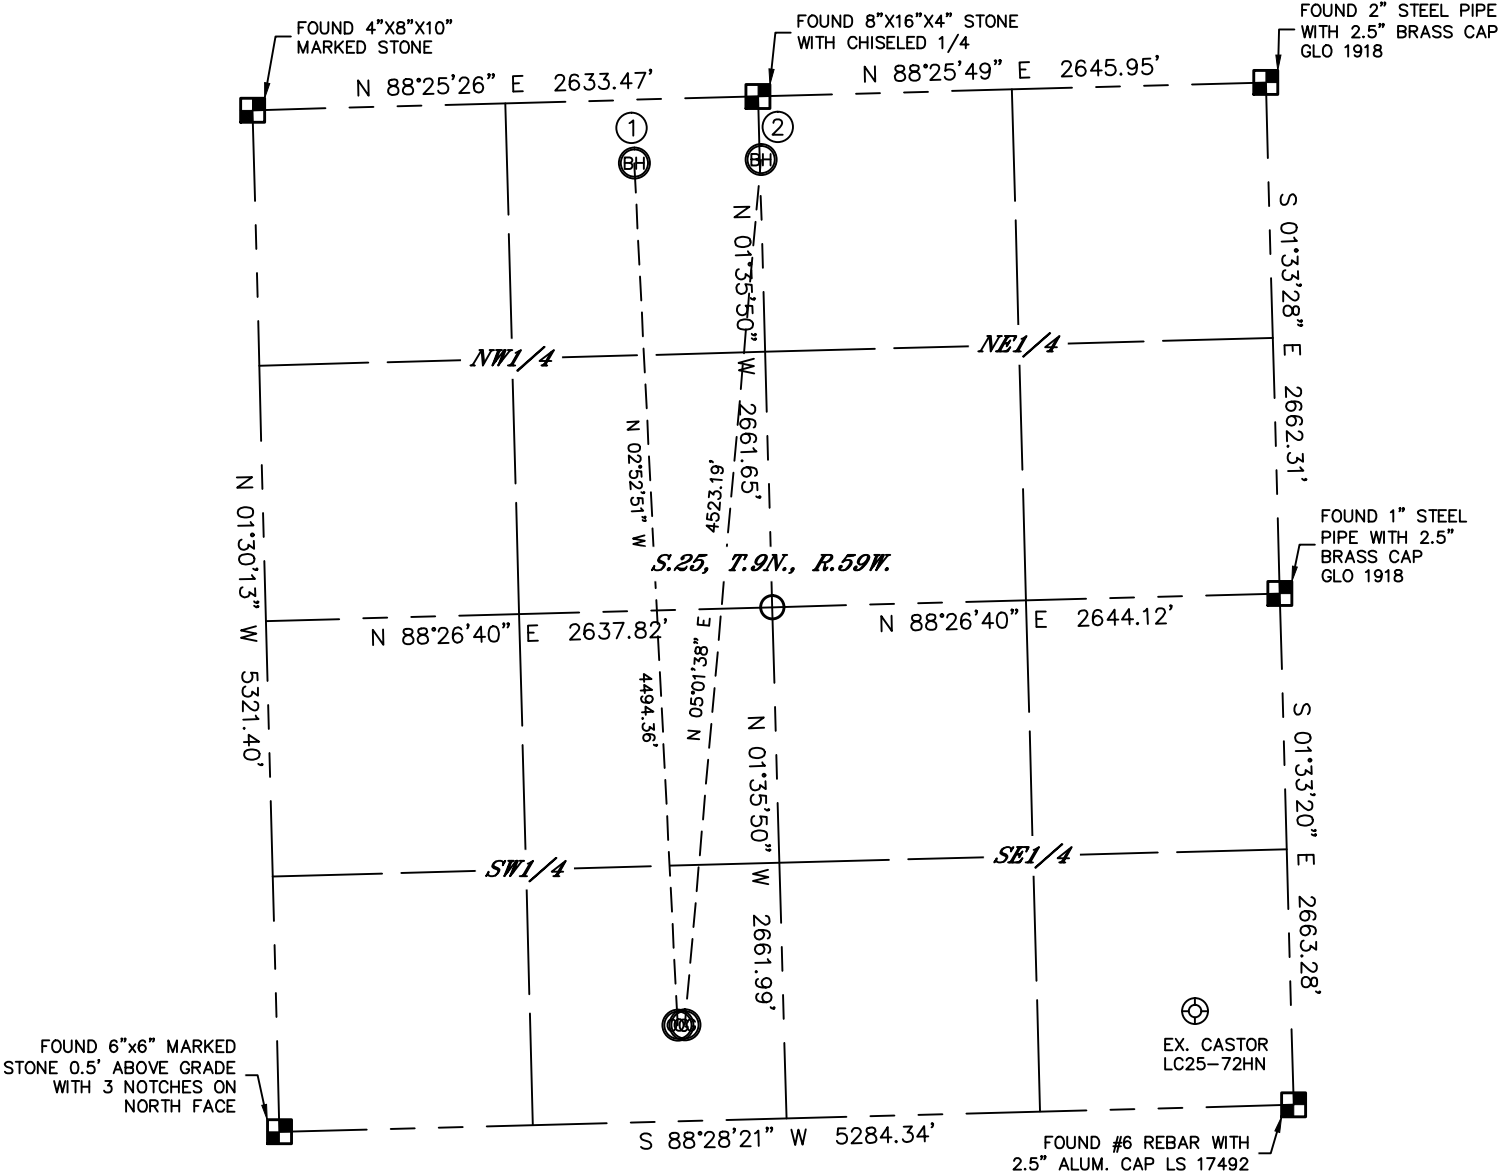 FOUND 4"X8"X10"
MARKED STONE
FOUND 8"X16"X4" STONE
WITH CHISELED 1/4
FOUND 2" STEEL PIPE
WITH 2.5" BRASS CAP
GLO 1918
N 88°25'26" E 2633.47'
N 88°25'49" E 2645.95'
1
2
BH
BH
N 01°35'50" W 2661.65'
S 01°33'28" E 2662.31'
NW1/4
NE1/4
N 02°52'51" W
4523.19'
N 01°30'13" W 5321.40'
FOUND 1" STEEL
PIPE WITH 2.5"
BRASS CAP
GLO 1918
S.25, T.9N., R.59W.
N 88°26'40" E 2637.82'
N 88°26'40" E 2644.12'
4494.36'
N 05°01'38" E
N 01°35'50" W 2661.99'
S 01°33'20" E 2663.28'
SW1/4
SE1/4
EX. CASTOR
LC25-72HN
FOUND 6"x6" MARKED
STONE 0.5' ABOVE GRADE
WITH 3 NOTCHES ON
NORTH FACE
S 88°28'21" W 5284.34'
FOUND #6 REBAR WITH
2.5" ALUM. CAP LS 17492